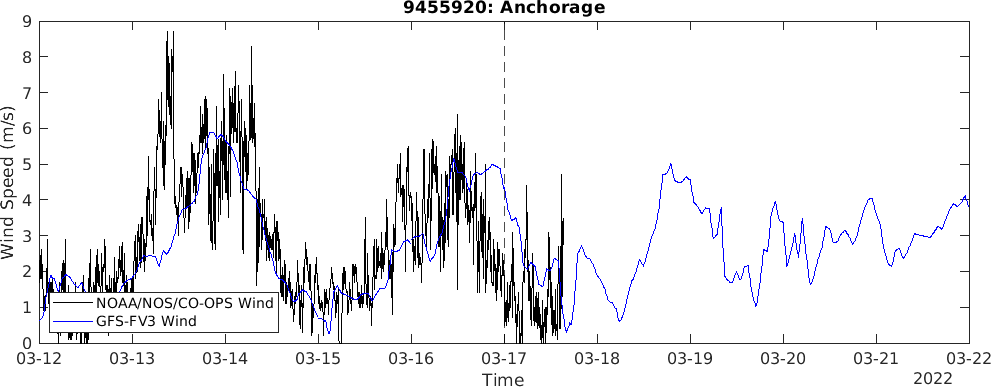 9455920: Anchorage
Wind Speed (m/s)
9
8
7
6
5
4
3
2
1
0
NOAA/NOS/CO-OPS Wind
GFS-FV3 Wind
03-12 03-13 03-14 03-15 03-16 03-17 03-18 03-19 03-20 03-21 03-22
Time
2022